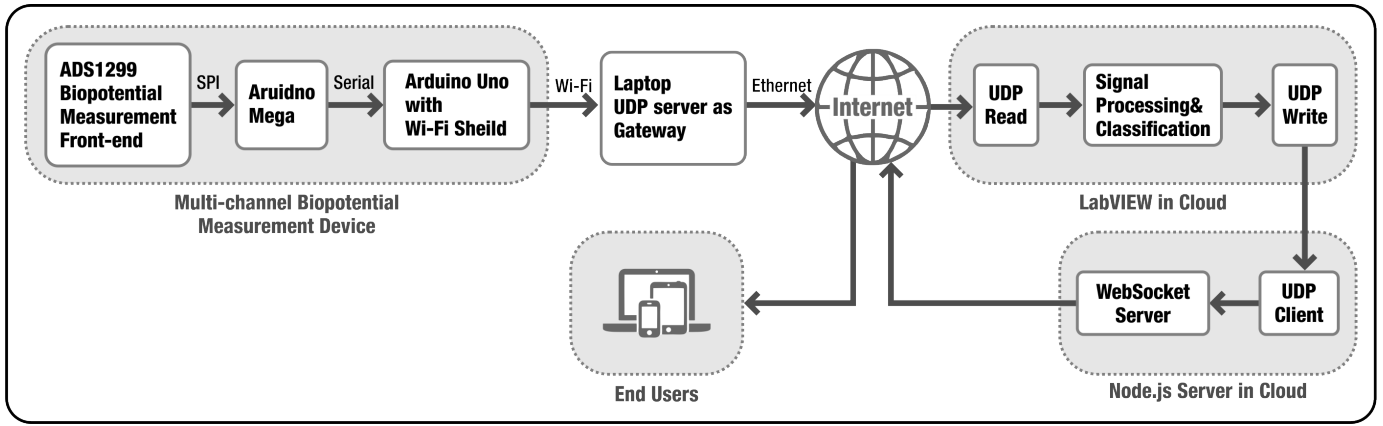 ADS1299
Biopotential
Measurement
Front-end
SPI
Aruidno
Mega
Serial
Arduino Uno
with
Wi-Fi Sheild
Wi-Fi
Laptop
UDP server as
Gateway
Ethernet
Internet
UDP
Read
Signal
Processing&
Classification
UDP
Write
Multi-channel Biopotential
Measurement Device
LabVIEW in Cloud
WebSocket
Server
UDP
Client
End Users
Node.js Server in Cloud